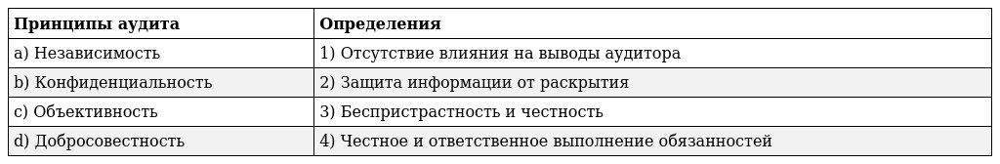 Принципы аудита Определения
a) Независимость 1) Отсутствие влияния на выводы аудитора
b) Конфиденциальность 2) Защита информации от раскрытия
c) Объективность 3) Беспристрастность и честность
d) Добросовестность 4) Честное и ответственное выполнение обязанностей